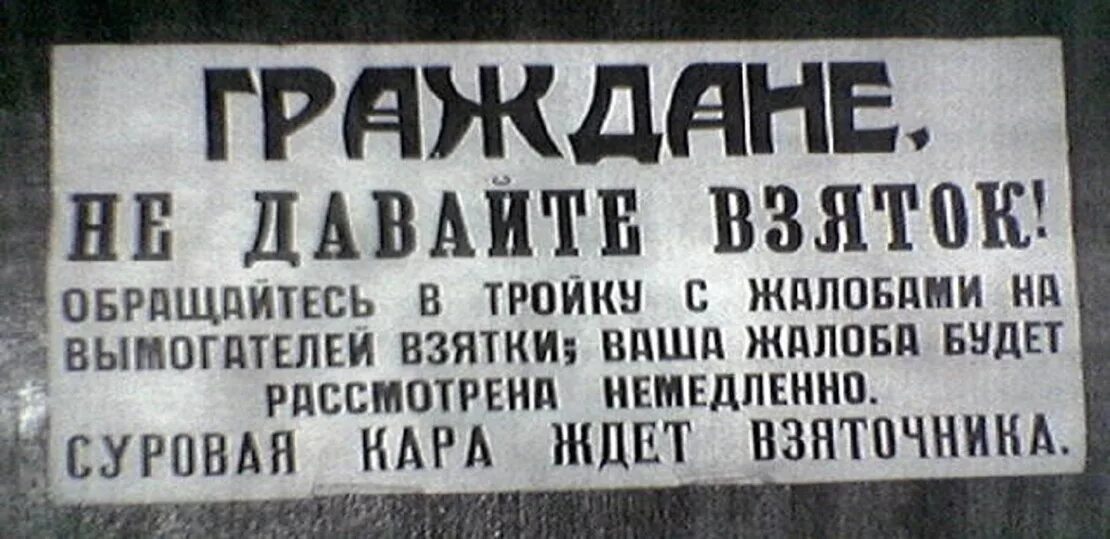 ГРАЖДАНЕ,
НЕ ДАВАЙТЕ ВЗЯТОК!
ОБРАЩАЙТЕСЬ В ТРОЙКУ С ЖАЛОБАМИ НА
ВЫМОГАТЕЛЕЙ ВЗЯТКИ; ВАША ЖАЛОБА БУДЕТ
РАССМОТРЕНА НЕМЕДЛЕННО.
СУРОВАЯ КАРА ЖДЕТ ВЗЯТОЧНИКА.